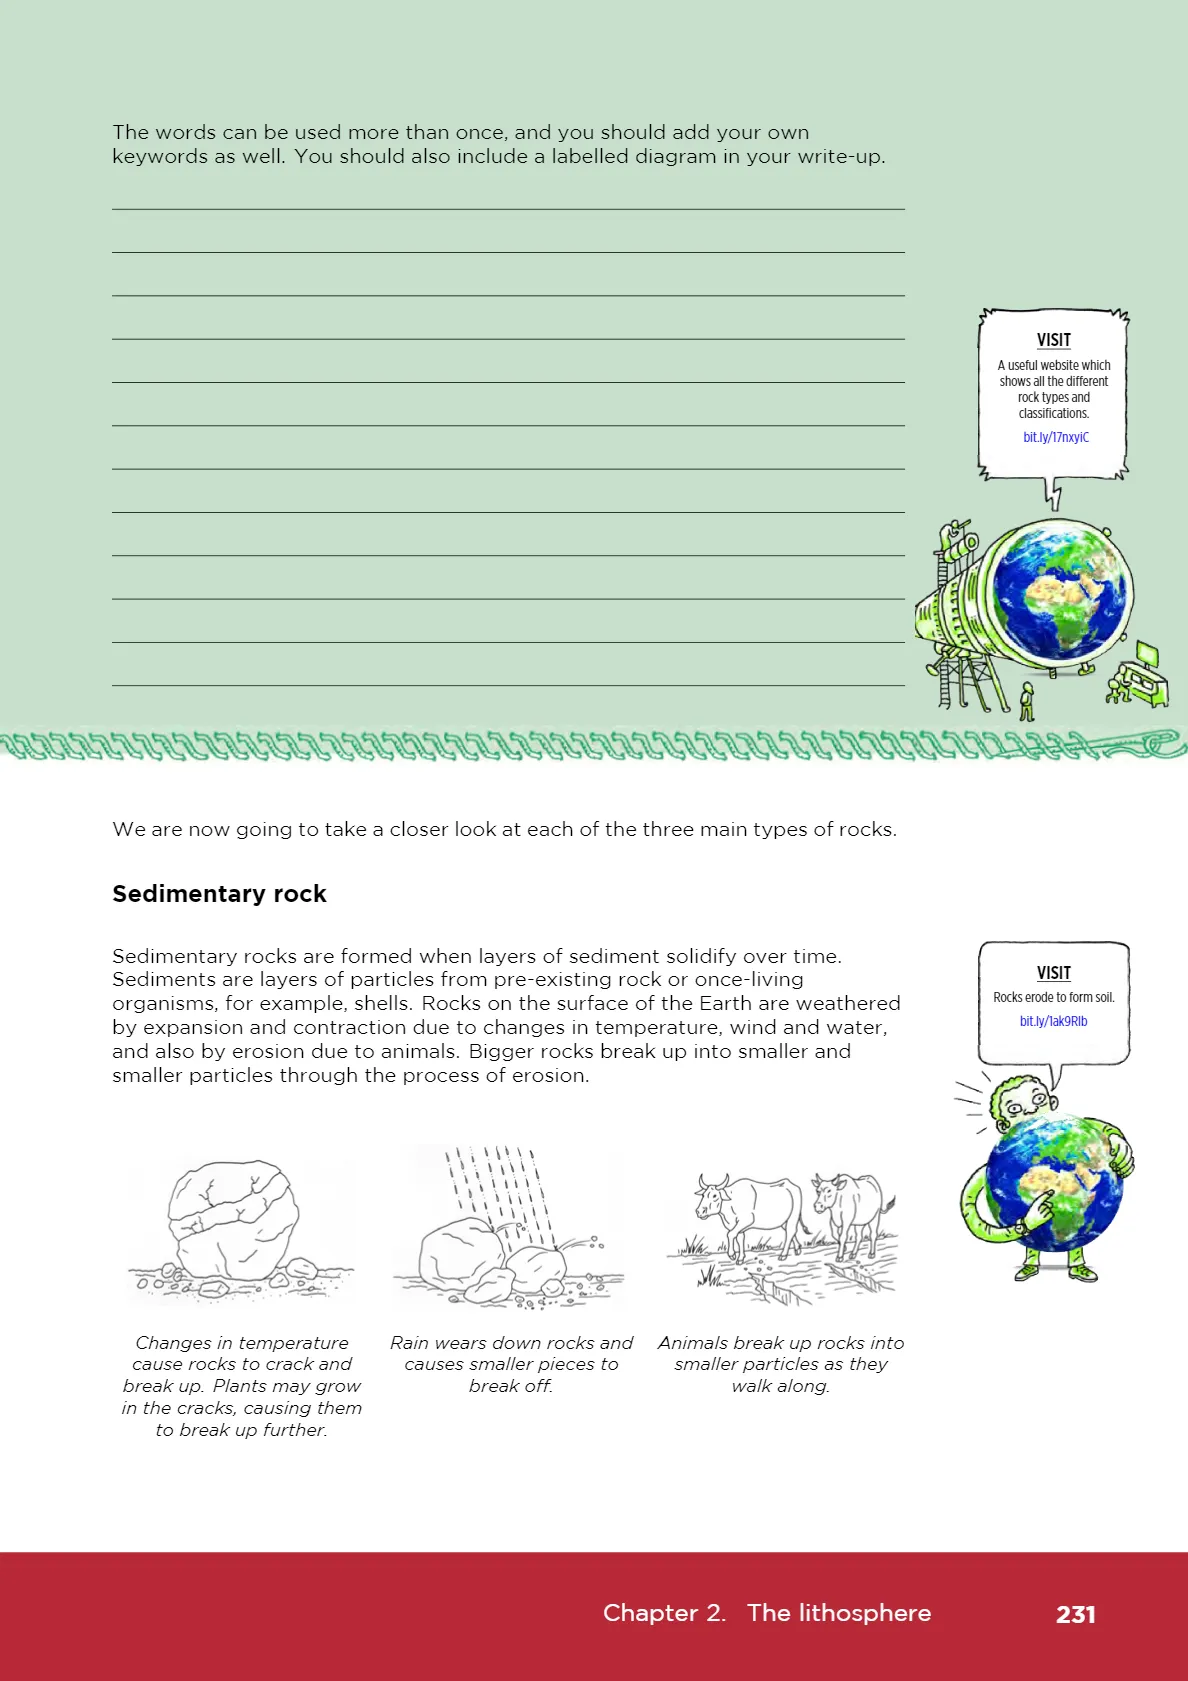 The words can be used more than once, and you should add your own
keywords as well. You should also include a labelled diagram in your write-up.
VISIT
A useful website which
shows all the different
rock types and
classifications.
bit.ly/17nxyiC
We are now going to take a closer look at each of the three main types of rocks.
Sedimentary rock
Sedimentary rocks are formed when layers of sediment solidify over time.
Sediments are layers of particles from pre-existing rock or once-living
organisms, for example, shells. Rocks on the surface of the Earth are weathered
by expansion and contraction due to changes in temperature, wind and water,
and also by erosion due to animals. Bigger rocks break up into smaller and
smaller particles through the process of erosion.
VISIT
Rocks erode to form soil.
bit.ly/1ak9RIb
Changes in temperature
cause rocks to crack and
break up. Plants may grow
in the cracks, causing them
to break up further.
Rain wears down rocks and
causes smaller pieces to
break off.
Animals break up rocks into
smaller particles as they
walk along.
Chapter 2. The lithosphere
231